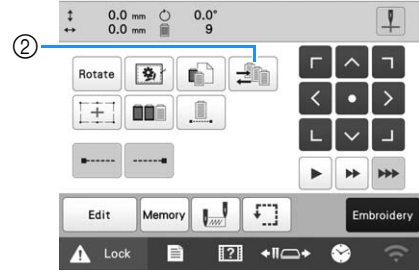 0.0 mm 0.0°
0.0 mm 9
②
Rotate
Edit Memory Embroidery
Lock